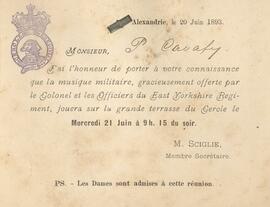 Alexandrie, le 20 Juin 1893.
MONSIEUR, P Cavafy
J'ai l'honneur de porter à votre connaissance
que la musique militaire, gracieusement offerte par
le Colonel et les Officiers du East Yorkshire Regi-
ment, jouera sur la grande terrasse du Cercle le
Mercredi 21 Juin à 9 h. 15 du soir.
M. SCIGLIE,
Membre Secrétaire.
PS. - Les Dames sont admises à cette réunion.